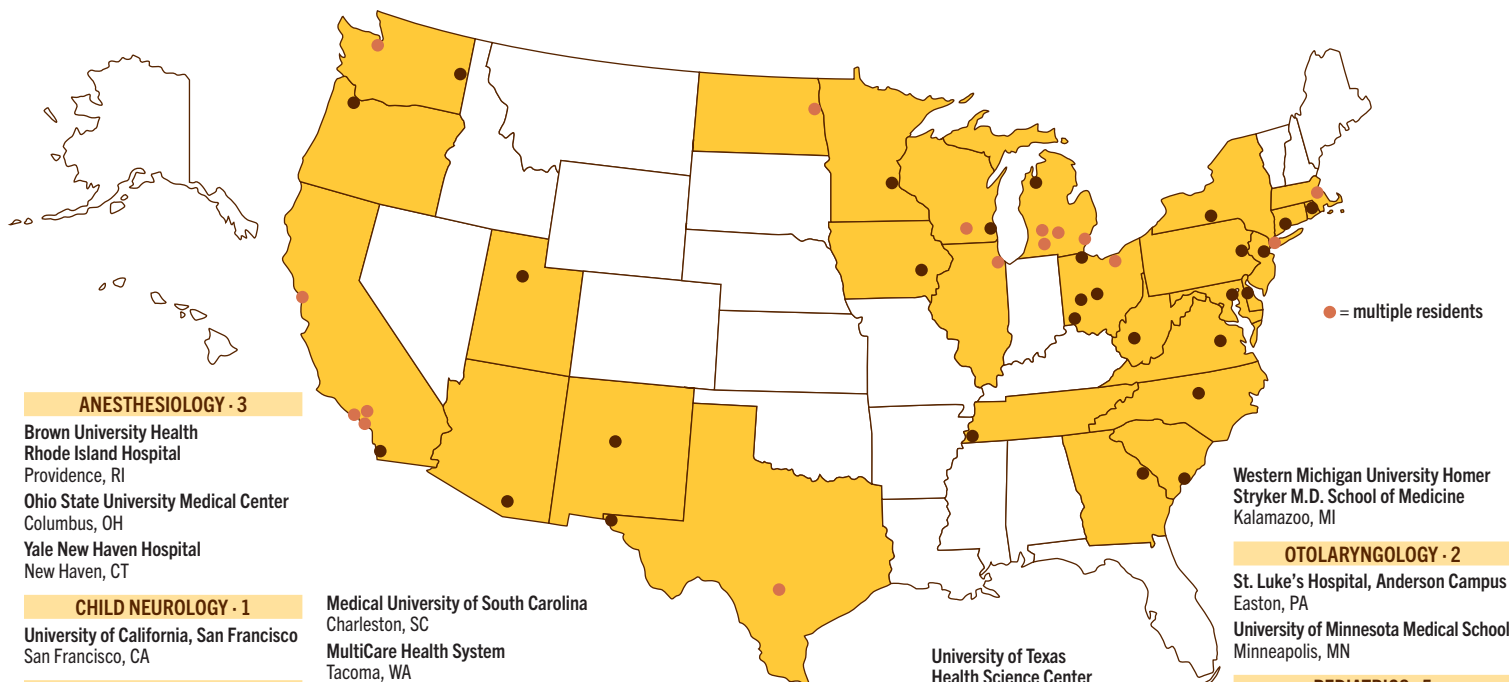 = multiple residents
ANESTHESIOLOGY · 3
Brown University Health
Rhode Island Hospital
Providence, RI
Ohio State University Medical Center
Columbus, OH
Yale New Haven Hospital
New Haven, CT
CHILD NEUROLOGY · 1
University of California, San Francisco
San Francisco, CA
Medical University of South Carolina
Charleston, SC
MultiCare Health System
Tacoma, WA
University of Texas
Health Science Center
Western Michigan University Homer
Stryker M.D. School of Medicine
Kalamazoo, MI
OTOLARYNGOLOGY · 2
St. Luke's Hospital, Anderson Campus
Easton, PA
University of Minnesota Medical School
Minneapolis, MN
PEDIATRICS · 5